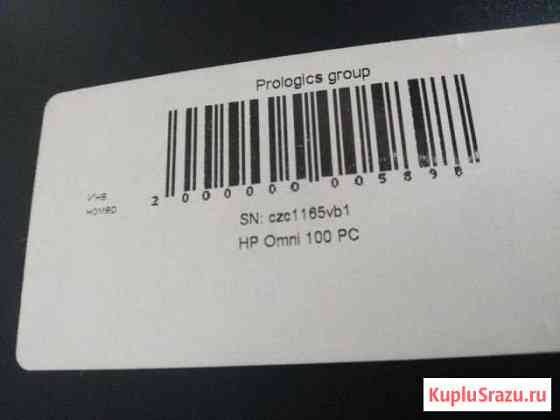 Prologics group
Инв.
номер
2 000000 005898
SN: czc1165vb1
HP Omni 100 PC
KupluSrazu.ru